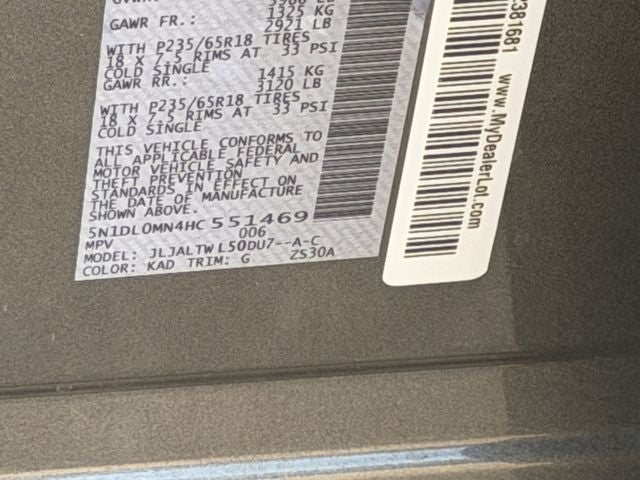 1325 KG
GAWR FR.: 2921 LB
WITH P235/65R18 TIRES
18 X 7.5 RIMS AT 33 PSI
COLD SINGLE
1415 KG
GAWR RR.: 3120 LB
WITH P235/65R18 TIRES
18 X 7.5 RIMS AT 33 PSI
COLD SINGLE
THIS VEHICLE CONFORMS TO
ALL APPLICABLE FEDERAL
MOTOR VEHICLE SAFETY AND
THEFT PREVENTION
STANDARDS IN EFFECT ON
THE DATE OF MANUFACTURE
SHOWN ABOVE.
5N1DL0MN4HC551469
MPV 006
MODEL: JLJALTWL50DU7--A-C
COLOR: KAD TRIM: G ZS30A
381681
www.MyDealerLot.com